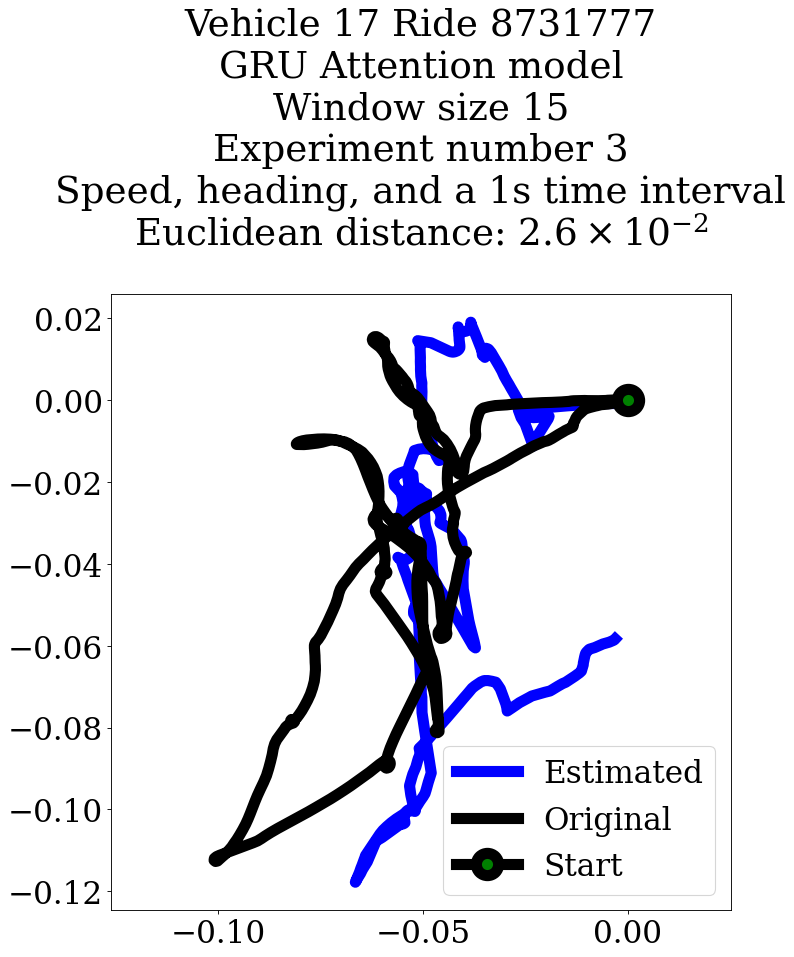 Vehicle 17 Ride 8731777
GRU Attention model
Window size 15
Experiment number 3
Speed, heading, and a 1s time interval
Euclidean distance: 2.6 × 10⁻²
0.02
0.00
−0.02
−0.04
−0.06
−0.08
−0.10
−0.12
Estimated
Original
Start
−0.10
−0.05
0.00